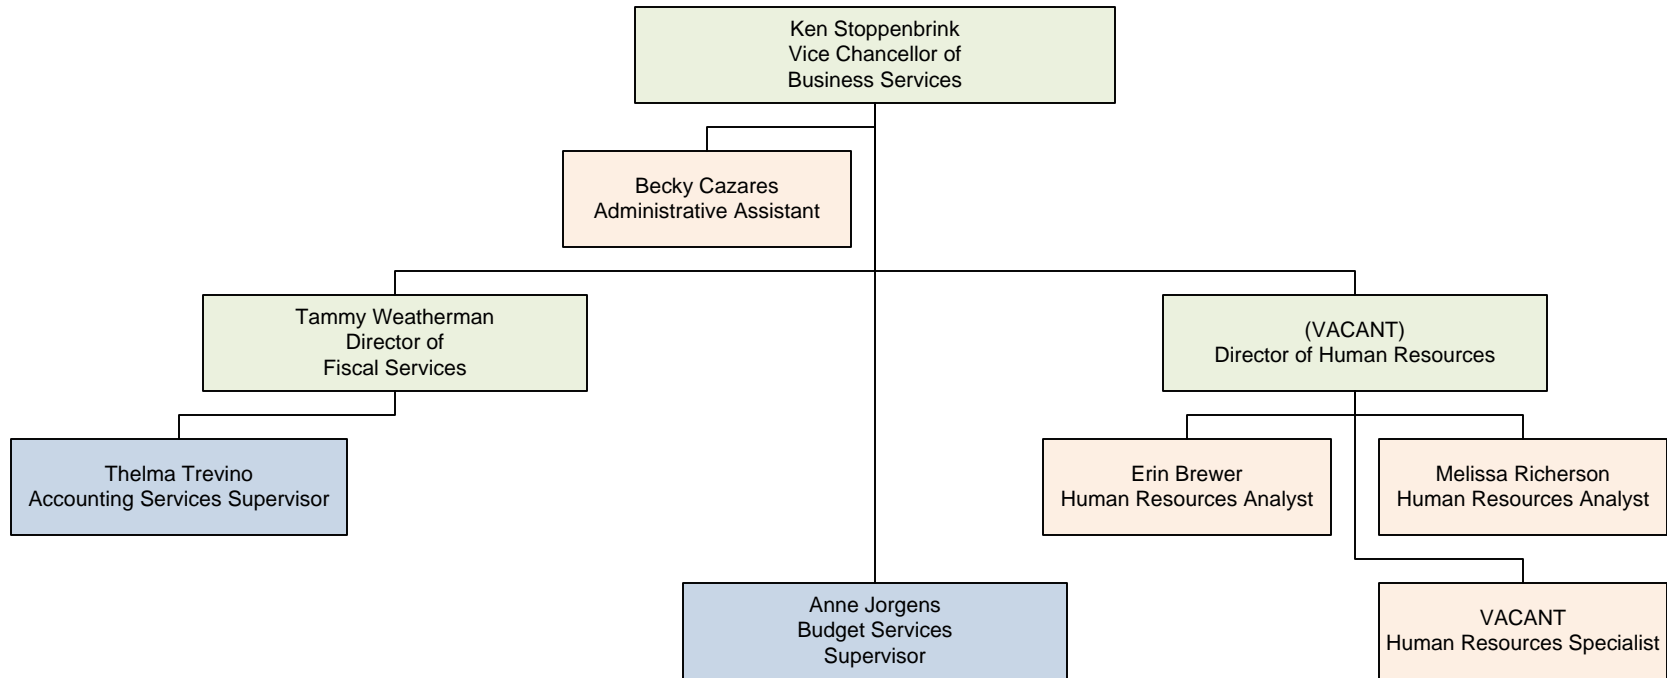 Ken Stoppenbrink
Vice Chancellor of
Business Services
Becky Cazares
Administrative Assistant
Tammy Weatherman
Director of
Fiscal Services
(VACANT)
Director of Human Resources
Thelma Trevino
Accounting Services Supervisor
Erin Brewer
Human Resources Analyst
Melissa Richerson
Human Resources Analyst
Anne Jorgens
Budget Services
Supervisor
VACANT
Human Resources Specialist